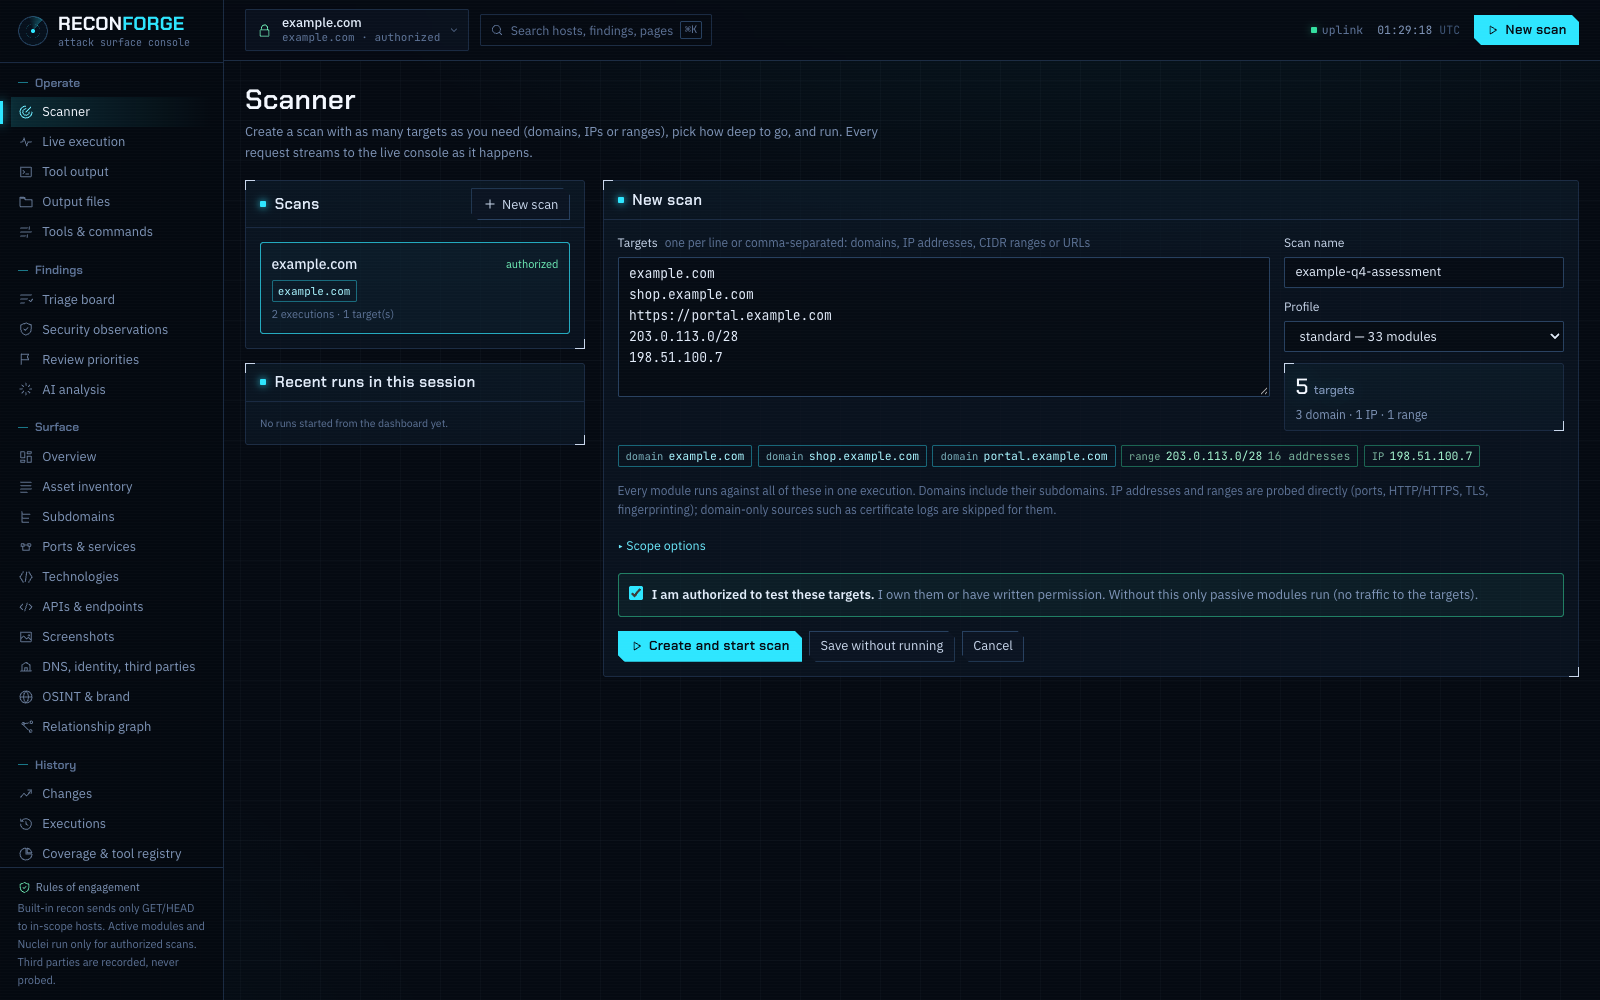 RECONFORGE
attack surface console
example.com
example.com · authorized
Search hosts, findings, pages ⌘K
uplink 01:29:18 UTC
New scan
Operate
Scanner
Live execution
Tool output
Output files
Tools & commands
Findings
Triage board
Security observations
Review priorities
AI analysis
Surface
Overview
Asset inventory
Subdomains
Ports & services
Technologies
APIs & endpoints
Screenshots
DNS, identity, third parties
OSINT & brand
Relationship graph
History
Changes
Executions
Coverage & tool registry
Rules of engagement
Built-in recon sends only GET/HEAD
to in-scope hosts. Active modules and
Nuclei run only for authorized scans.
Third parties are recorded, never
probed.
Scanner
Create a scan with as many targets as you need (domains, IPs or ranges), pick how deep to go, and run. Every
request streams to the live console as it happens.
Scans
+ New scan
example.com authorized
example.com
2 executions · 1 target(s)
Recent runs in this session
No runs started from the dashboard yet.
New scan
Targets one per line or comma-separated: domains, IP addresses, CIDR ranges or URLs
example.com
shop.example.com
https://portal.example.com
203.0.113.0/28
198.51.100.7
Scan name
example-q4-assessment
Profile
standard — 33 modules
5 targets
3 domain · 1 IP · 1 range
domain example.com domain shop.example.com domain portal.example.com range 203.0.113.0/28 16 addresses IP 198.51.100.7
Every module runs against all of these in one execution. Domains include their subdomains. IP addresses and ranges are probed directly (ports, HTTP/HTTPS, TLS,
fingerprinting); domain-only sources such as certificate logs are skipped for them.
▸ Scope options
I am authorized to test these targets. I own them or have written permission. Without this only passive modules run (no traffic to the targets).
Create and start scan
Save without running
Cancel